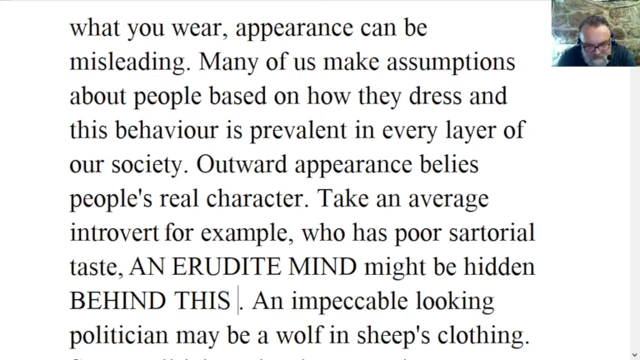 what you wear, appearance can be
misleading. Many of us make assumptions
about people based on how they dress and
this behaviour is prevalent in every layer of
our society. Outward appearance belies
people's real character. Take an average
introvert for example, who has poor sartorial
taste, AN ERUDITE MIND might be hidden
BEHIND THIS . An impeccable looking
politician may be a wolf in sheep's clothing.